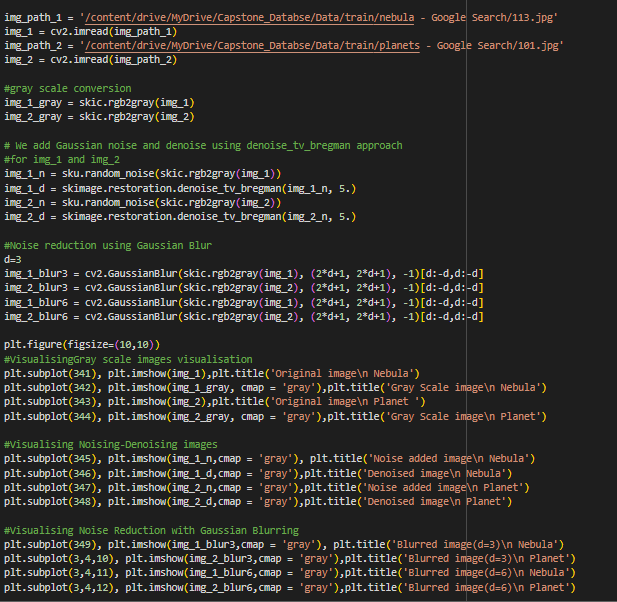 img_path_1 = '/content/drive/MyDrive/Capstone_Databse/Data/train/nebula - Google Search/113.jpg'
img_1 = cv2.imread(img_path_1)
img_path_2 = '/content/drive/MyDrive/Capstone_Databse/Data/train/planets - Google Search/101.jpg'
img_2 = cv2.imread(img_path_2)
#gray scale conversion
img_1_gray = skic.rgb2gray(img_1)
img_2_gray = skic.rgb2gray(img_2)
# We add Gaussian noise and denoise using denoise_tv_bregman approach
#for img_1 and img_2
img_1_n = sku.random_noise(skic.rgb2gray(img_1))
img_1_d = skimage.restoration.denoise_tv_bregman(img_1_n, 5.)
img_2_n = sku.random_noise(skic.rgb2gray(img_2))
img_2_d = skimage.restoration.denoise_tv_bregman(img_2_n, 5.)
#Noise reduction using Gaussian Blur
d=3
img_1_blur3 = cv2.GaussianBlur(skic.rgb2gray(img_1), (2*d+1, 2*d+1), -1)[d:-d,d:-d]
img_2_blur3 = cv2.GaussianBlur(skic.rgb2gray(img_2), (2*d+1, 2*d+1), -1)[d:-d,d:-d]
img_1_blur6 = cv2.GaussianBlur(skic.rgb2gray(img_1), (2*d+1, 2*d+1), -1)[d:-d,d:-d]
img_2_blur6 = cv2.GaussianBlur(skic.rgb2gray(img_2), (2*d+1, 2*d+1), -1)[d:-d,d:-d]
plt.figure(figsize=(10,10))
#VisualisingGray scale images visualisation
plt.subplot(341), plt.imshow(img_1),plt.title('Original image\n Nebula')
plt.subplot(342), plt.imshow(img_1_gray, cmap = 'gray'),plt.title('Gray Scale image\n Nebula')
plt.subplot(343), plt.imshow(img_2),plt.title('Original image\n Planet ')
plt.subplot(344), plt.imshow(img_2_gray, cmap = 'gray'),plt.title('Gray Scale image\n Planet')
#Visualising Noising-Denoising images
plt.subplot(345), plt.imshow(img_1_n,cmap = 'gray'), plt.title('Noise added image\n Nebula')
plt.subplot(346), plt.imshow(img_1_d,cmap = 'gray'),plt.title('Denoised image\n Nebula')
plt.subplot(347), plt.imshow(img_2_n,cmap = 'gray'),plt.title('Noise added image\n Planet')
plt.subplot(348), plt.imshow(img_2_d,cmap = 'gray'),plt.title('Denoised image\n Planet')
#Visualising Noise Reduction with Gaussian Blurring
plt.subplot(349), plt.imshow(img_1_blur3,cmap = 'gray'), plt.title('Blurred image(d=3)\n Nebula')
plt.subplot(3,4,10), plt.imshow(img_2_blur3,cmap = 'gray'),plt.title('Blurred image(d=3)\n Planet')
plt.subplot(3,4,11), plt.imshow(img_1_blur6,cmap = 'gray'),plt.title('Blurred image(d=6)\n Nebula')
plt.subplot(3,4,12), plt.imshow(img_2_blur6,cmap = 'gray'),plt.title('Blurred image(d=6)\n Planet')